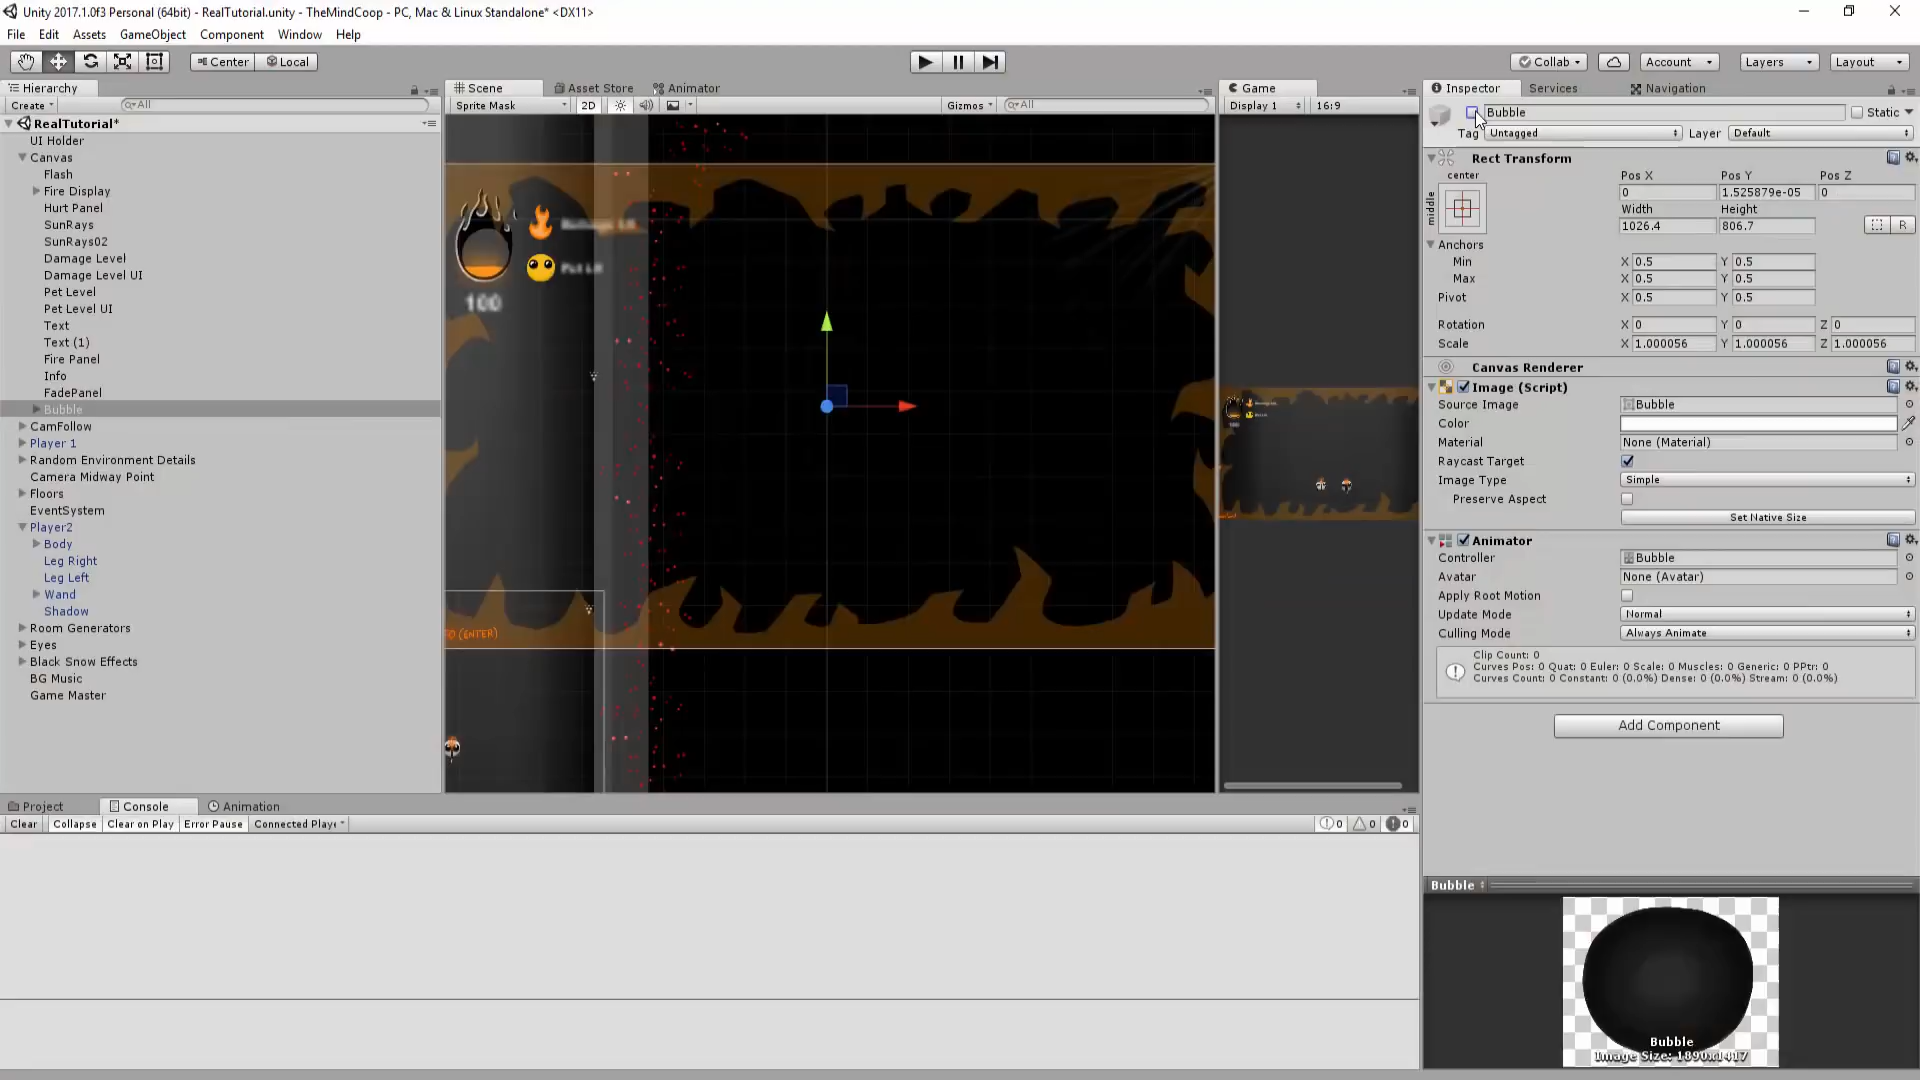 Unity 2017.1.0f3 Personal (64bit) - RealTutorial.unity - TheMindCoop - PC, Mac & Linux Standalone* <DX11>
File Edit Assets GameObject Component Window Help
Center Local
Collab Account Layers Layout
Hierarchy
Create All
RealTutorial*
UI Holder
Canvas
Flash
Fire Display
Hurt Panel
SunRays
SunRays02
Damage Level
Damage Level UI
Pet Level
Pet Level UI
Text
Text (1)
Fire Panel
Info
FadePanel
Bubble
CamFollow
Player 1
Random Environment Details
Camera Midway Point
Floors
EventSystem
Player2
Body
Leg Right
Leg Left
Wand
Shadow
Room Generators
Eyes
Black Snow Effects
BG Music
Game Master
Scene Asset Store Animator
Sprite Mask 2D Gizmos All
100
(ENTER)
Game
Display 1 16:9
Inspector Services Navigation
Bubble Static
Tag Untagged Layer Default
Rect Transform
center
middle
Pos X Pos Y Pos Z
0 1.525879e-05 0
Width Height
1026.4 806.7 R
Anchors
Min X 0.5 Y 0.5
Max X 0.5 Y 0.5
Pivot X 0.5 Y 0.5
Rotation X 0 Y 0 Z 0
Scale X 1.000056 Y 1.000056 Z 1.000056
Canvas Renderer
Image (Script)
Source Image Bubble
Color
Material None (Material)
Raycast Target
Image Type Simple
Preserve Aspect
Set Native Size
Animator
Controller Bubble
Avatar None (Avatar)
Apply Root Motion
Update Mode Normal
Culling Mode Always Animate
Clip Count: 0
Curves Pos: 0 Quat: 0 Euler: 0 Scale: 0 Muscles: 0 Generic: 0 PPtr: 0
Curves Count: 0 Constant: 0 (0.0%) Dense: 0 (0.0%) Stream: 0 (0.0%)
Add Component
Bubble
Bubble
Image Size: 1890x1417
Project Console Animation
Clear Collapse Clear on Play Error Pause Connected Playe
0 0 0